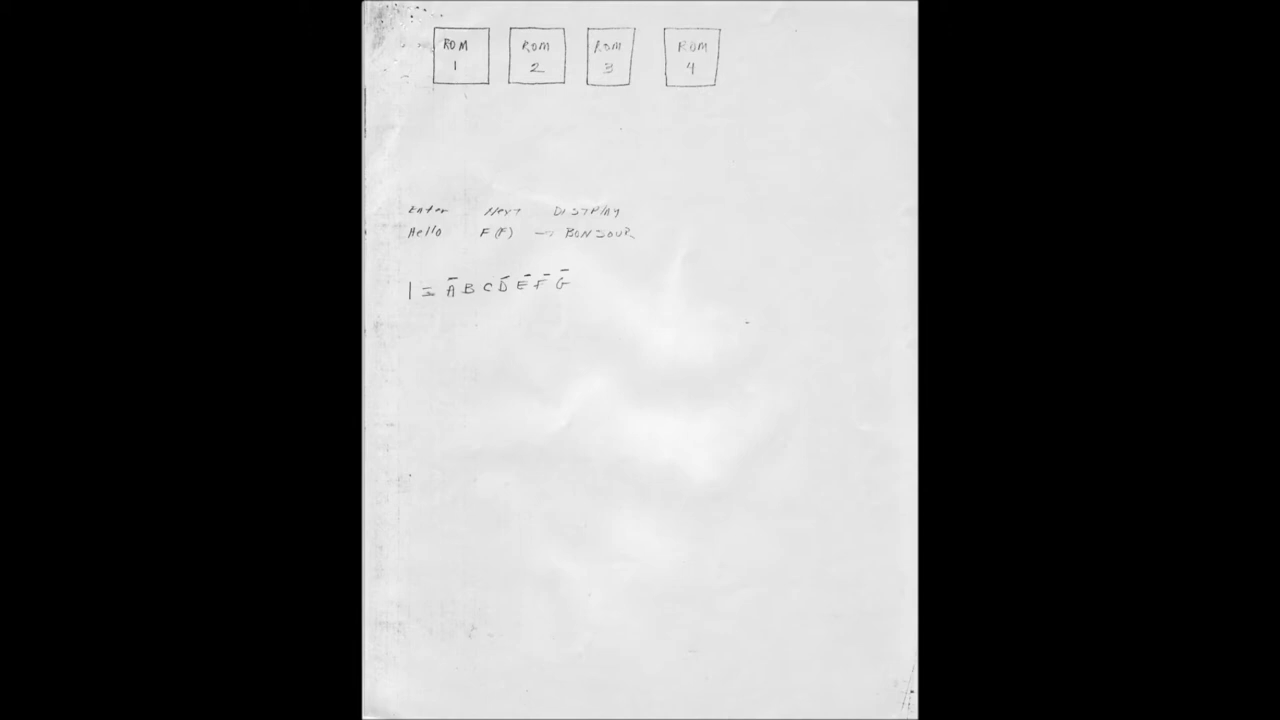 ROM ROM ROM ROM
1 2 3 4
Enter Next DISPLAY
Hello F(F) → BONJOUR
1 = A̅ B C D̅ E̅ F̅ G̅